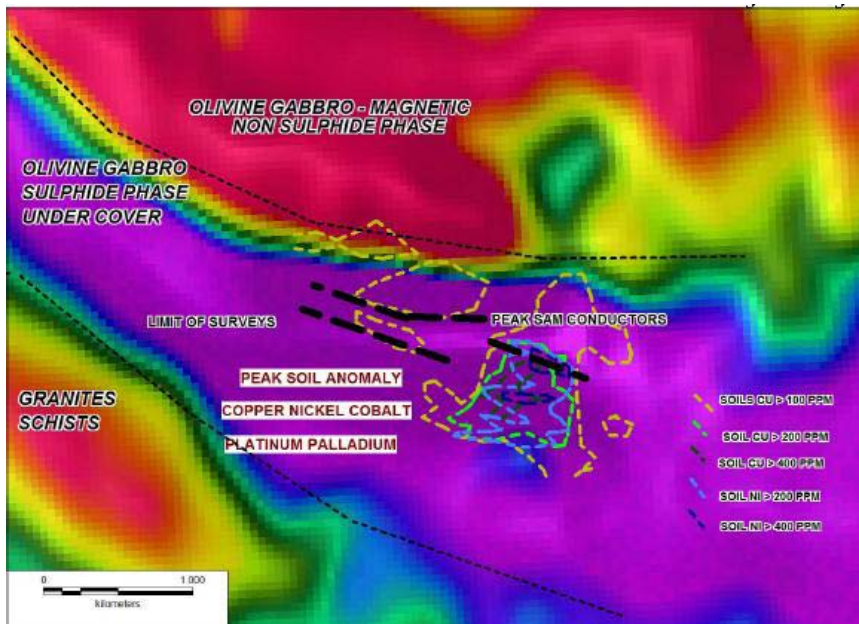 OLIVINE GABBRO - MAGNETIC
NON SULPHIDE PHASE
OLIVINE GABBRO
SULPHIDE PHASE
UNDER COVER
LIMIT OF SURVEYS
PEAK SAM CONDUCTORS
PEAK SOIL ANOMALY
COPPER NICKEL COBALT
PLATINUM PALLADIUM
GRANITES
SCHISTS
SOILS CU > 100 PPM
SOIL CU > 200 PPM
SOIL CU > 400 PPM
SOIL NI > 200 PPM
SOIL NI > 400 PPM
0 1 000
kilometers